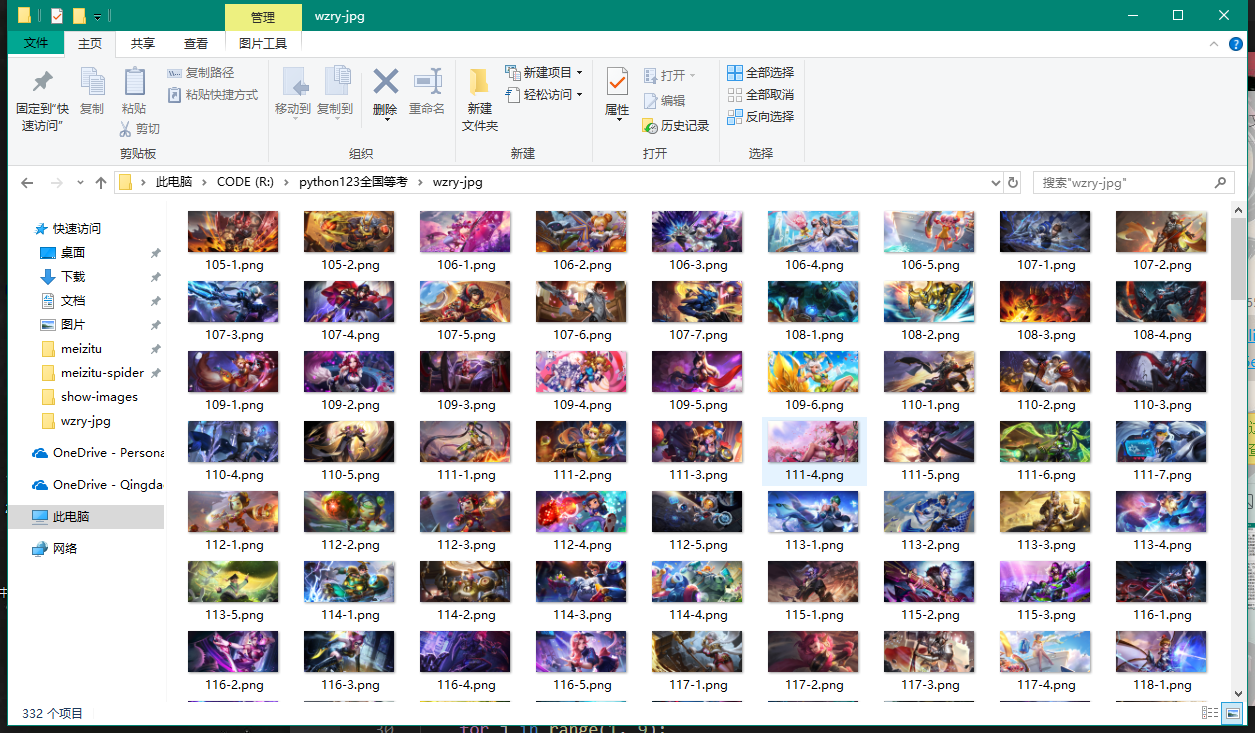 管理
wzry-jpg
文件
主页
共享
查看
图片工具
固定到"快速访问"
复制
粘贴
复制路径
粘贴快捷方式
剪切
剪贴板
移动到
复制到
删除
重命名
组织
新建文件夹
新建项目
轻松访问
新建
属性
打开
编辑
历史记录
打开
全部选择
全部取消
反向选择
选择
此电脑 > CODE (R:) > python123全国等考 > wzry-jpg
搜索"wzry-jpg"
快速访问
桌面
下载
文档
图片
meizitu
meizitu-spider
show-images
wzry-jpg
OneDrive - Persona
OneDrive - Qingda
此电脑
网络
105-1.png 105-2.png 106-1.png 106-2.png 106-3.png 106-4.png 106-5.png 107-1.png 107-2.png
107-3.png 107-4.png 107-5.png 107-6.png 107-7.png 108-1.png 108-2.png 108-3.png 108-4.png
109-1.png 109-2.png 109-3.png 109-4.png 109-5.png 109-6.png 110-1.png 110-2.png 110-3.png
110-4.png 110-5.png 111-1.png 111-2.png 111-3.png 111-4.png 111-5.png 111-6.png 111-7.png
112-1.png 112-2.png 112-3.png 112-4.png 112-5.png 113-1.png 113-2.png 113-3.png 113-4.png
113-5.png 114-1.png 114-2.png 114-3.png 114-4.png 115-1.png 115-2.png 115-3.png 116-1.png
116-2.png 116-3.png 116-4.png 116-5.png 117-1.png 117-2.png 117-3.png 117-4.png 118-1.png
332 个项目
30 for j in range(1, 9):